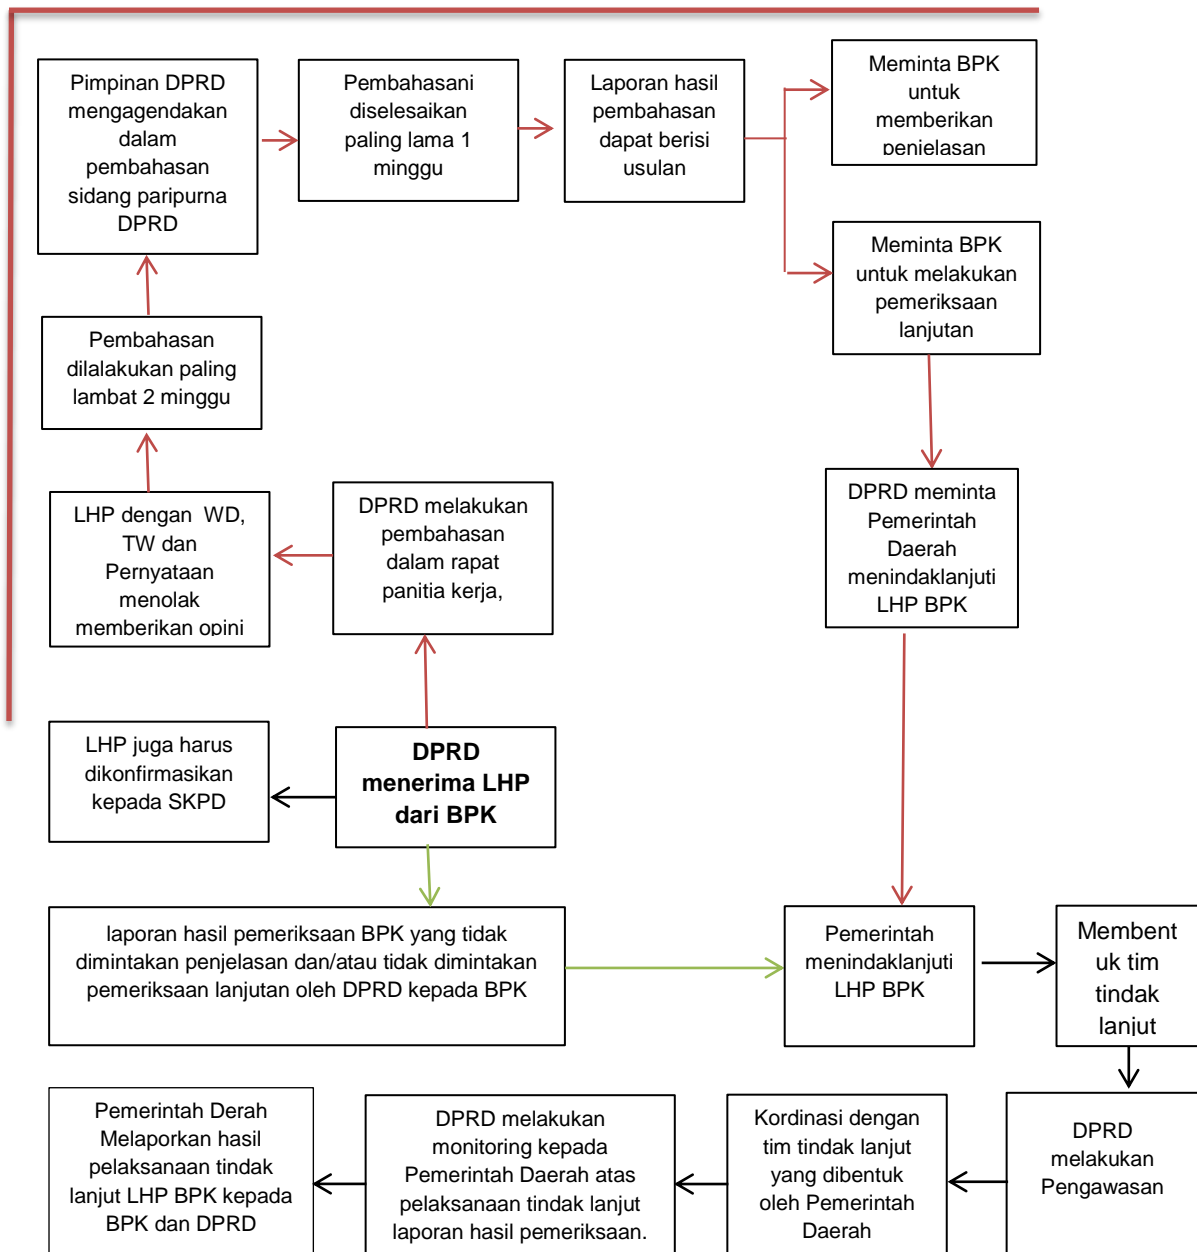 Pimpinan DPRD
mengagendakan
dalam
pembahasan
sidang paripurna
DPRD
Pembahasani
diselesaikan
paling lama 1
minggu
Laporan hasil
pembahasan
dapat berisi
usulan
Meminta BPK
untuk
memberikan
penjelasan
Meminta BPK
untuk melakukan
pemeriksaan
lanjutan
Pembahasan
dilalakukan paling
lambat 2 minggu
LHP dengan WD,
TW dan
Pernyataan
menolak
memberikan opini
DPRD melakukan
pembahasan
dalam rapat
panitia kerja,
DPRD meminta
Pemerintah
Daerah
menindaklanjuti
LHP BPK
LHP juga harus
dikonfirmasikan
kepada SKPD
DPRD
menerima LHP
dari BPK
laporan hasil pemeriksaan BPK yang tidak
dimintakan penjelasan dan/atau tidak dimintakan
pemeriksaan lanjutan oleh DPRD kepada BPK
Pemerintah
menindaklanjuti
LHP BPK
Membent
uk tim
tindak
lanjut
Pemerintah Derah
Melaporkan hasil
pelaksanaan tindak
lanjut LHP BPK kepada
BPK dan DPRD
DPRD melakukan
monitoring kepada
Pemerintah Daerah atas
pelaksanaan tindak lanjut
laporan hasil pemeriksaan.
Kordinasi dengan
tim tindak lanjut
yang dibentuk
oleh Pemerintah
Daerah
DPRD
melakukan
Pengawasan